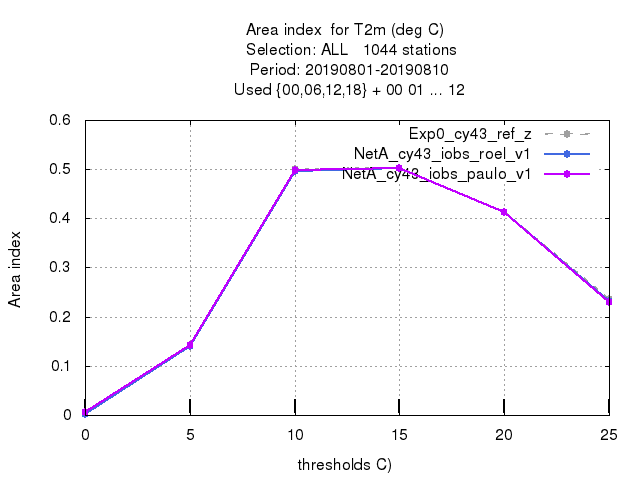 Area index  for T2m (deg C)
Selection: ALL   1044 stations
Period: 20190801-20190810
Used {00,06,12,18} + 00 01 ... 12
0.6
Exp0_cy43_ref_z
NetA_cy43_iobs_roel_v1
0.5
NetA_cy43_iobs_paulo_v1
0.4
Area index
0.3
0.2
0.1
0
0 5 10 15 20 25
thresholds C)